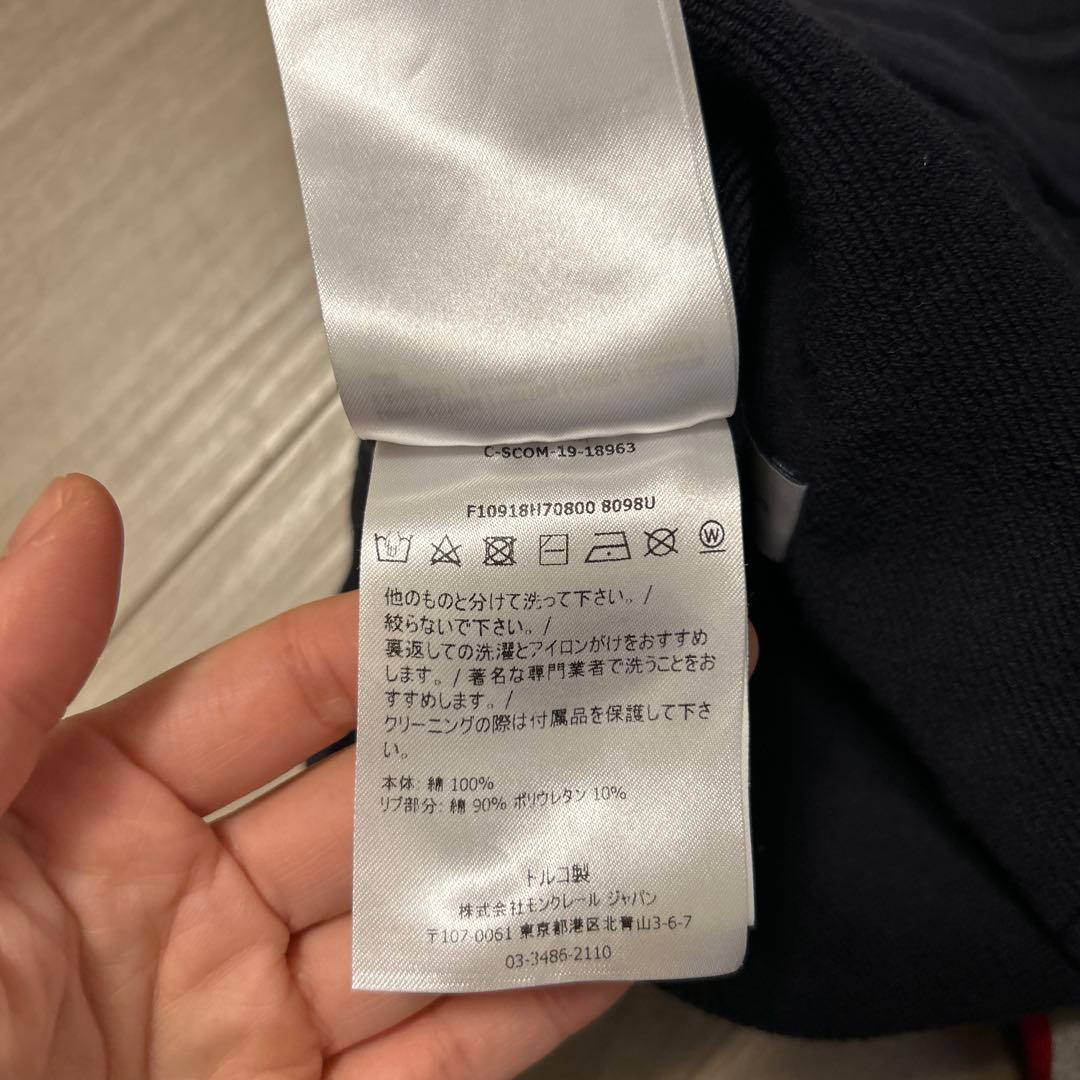 C-SCOM-19-18963
F10918H70800 8098U
W
他のものと分けて洗って下さい。/
絞らないで下さい。/
裏返しての洗濯とアイロンがけをおすすめ
します。/ 著名な専門業者で洗うことをお
すすめします。/
クリーニングの際は付属品を保護して下さ
い。
本体: 綿 100%
リブ部分: 綿 90% ポリウレタン 10%
トルコ製
株式会社モンクレール ジャパン
〒107-0061 東京都港区北青山3-6-7
03-3486-2110